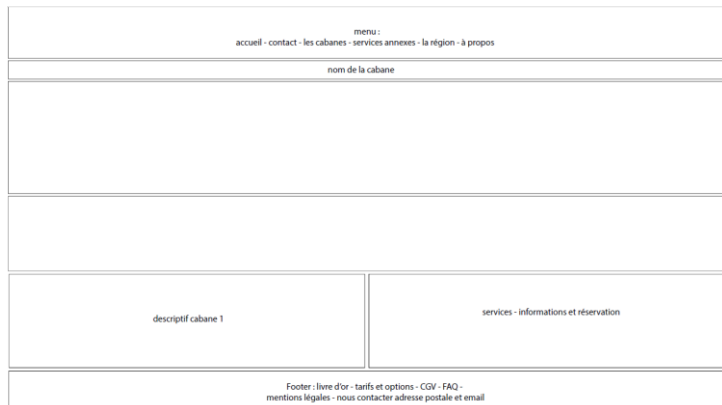 menu :
accueil - contact - les cabanes - services annexes - la région - à propos
nom de la cabane
descriptif cabane 1
services - informations et réservation
Footer : livre d'or - tarifs et options - CGV - FAQ -
mentions légales - nous contacter adresse postale et email